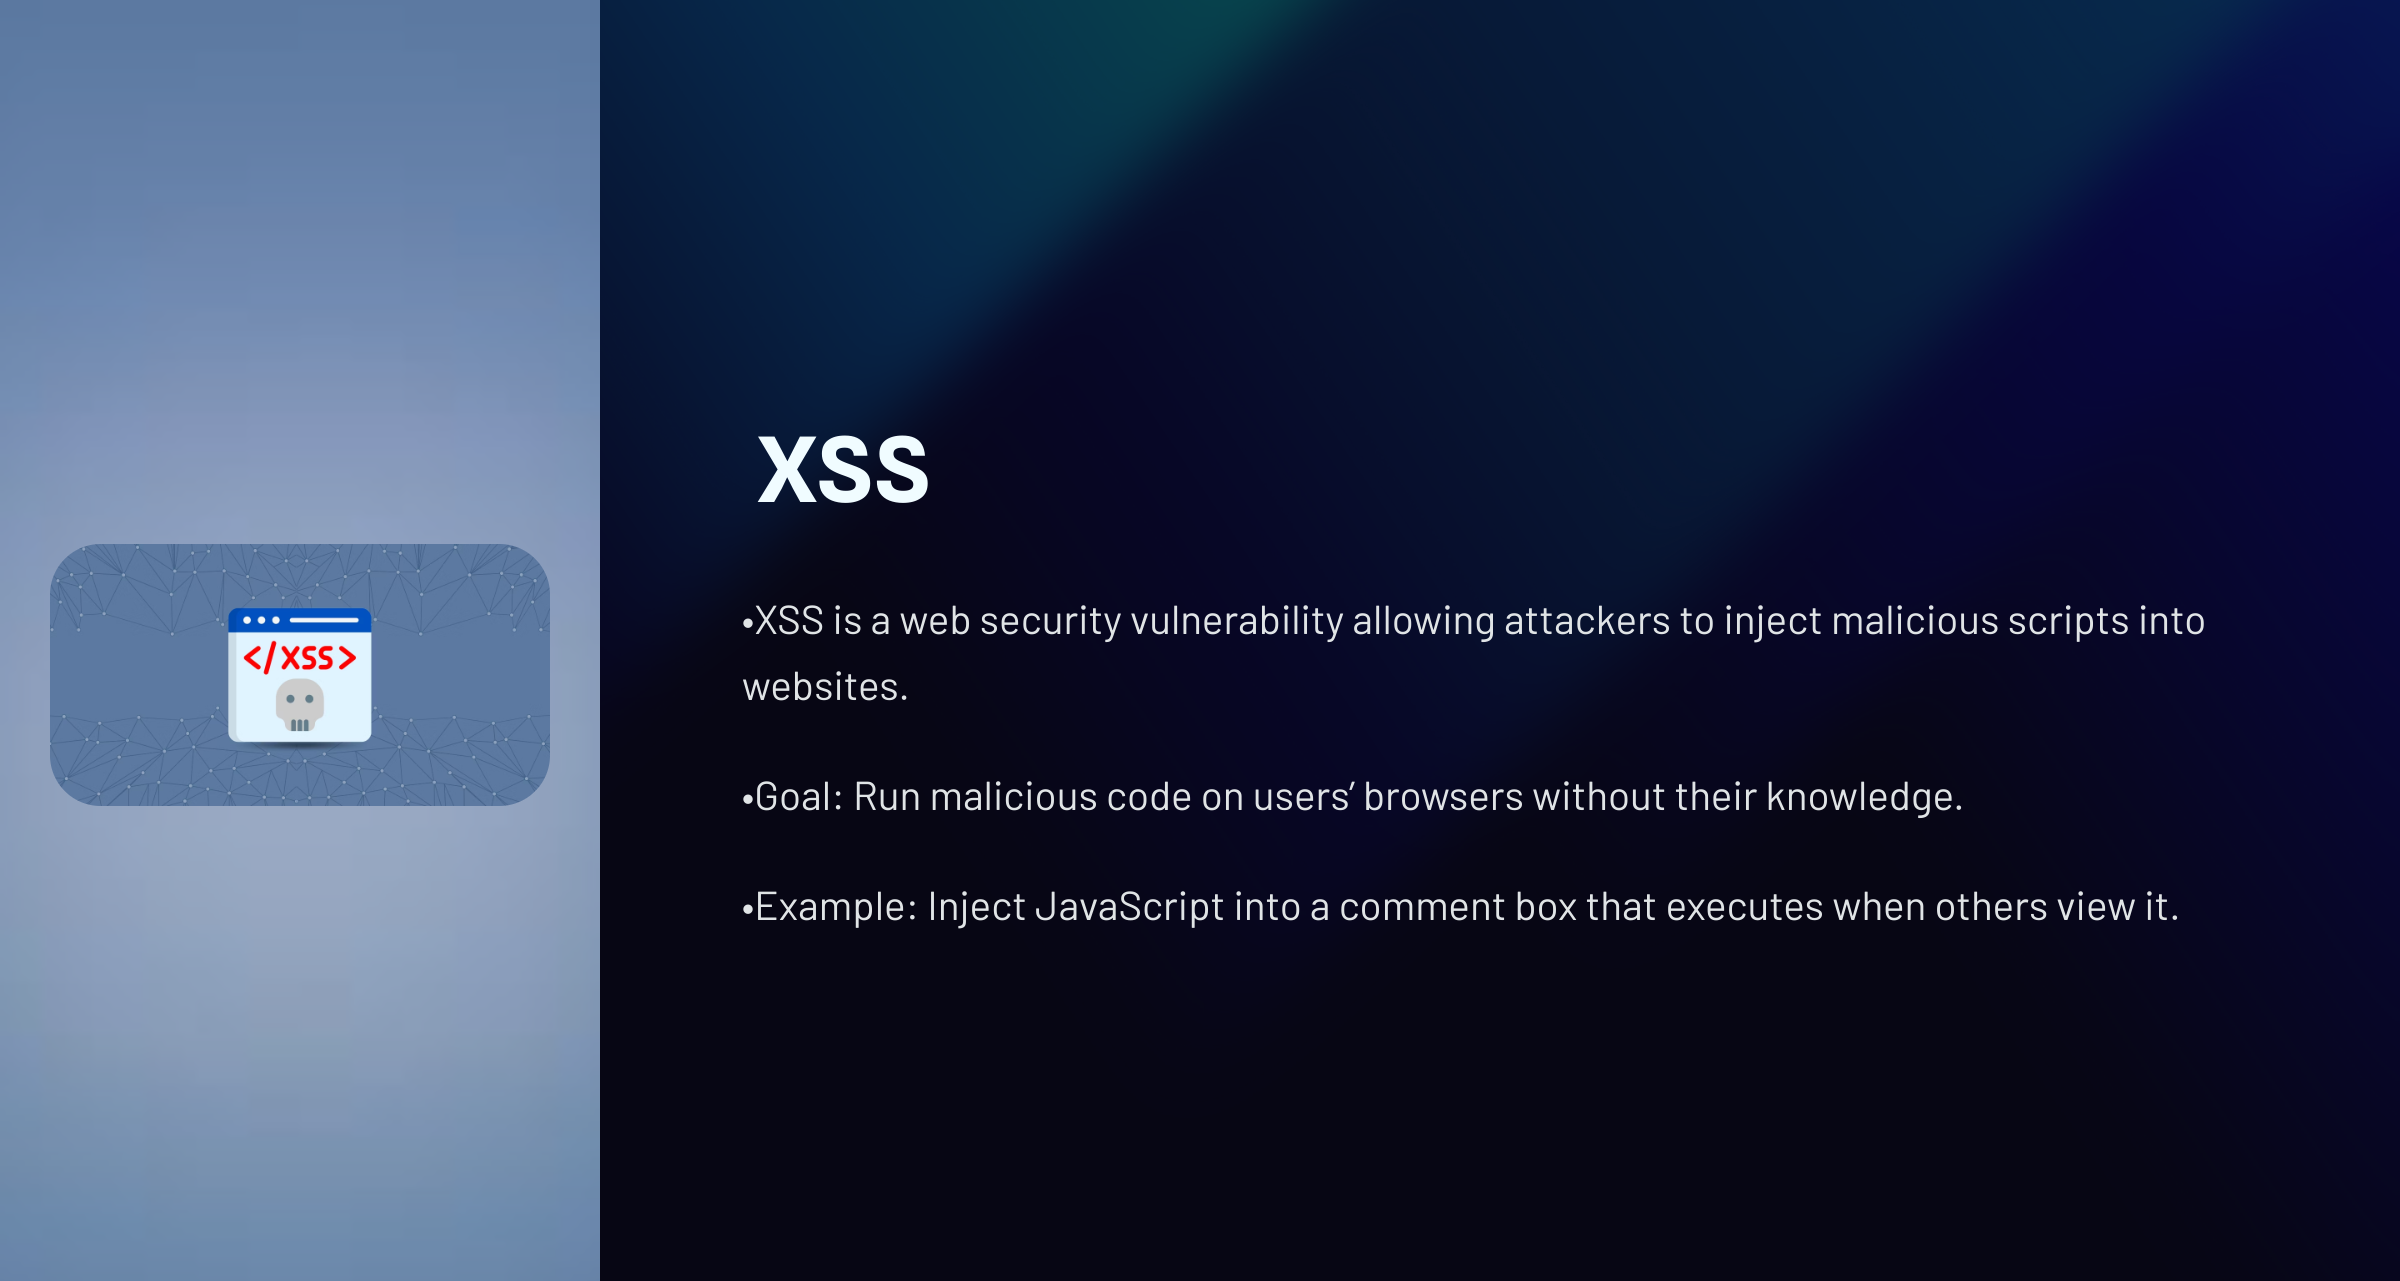 </XSS>
XSS
•XSS is a web security vulnerability allowing attackers to inject malicious scripts into
websites.
•Goal: Run malicious code on users’ browsers without their knowledge.
•Example: Inject JavaScript into a comment box that executes when others view it.